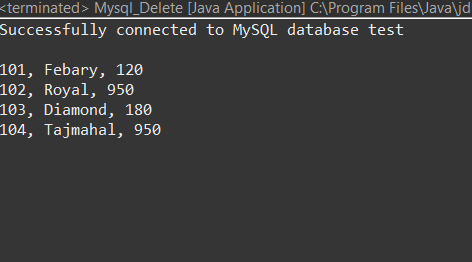 <terminated> Mysql_Delete [Java Application] C:\Program Files\Java\jd
Successfully connected to MySQL database test
101, Febary, 120
102, Royal, 950
103, Diamond, 180
104, Tajmahal, 950